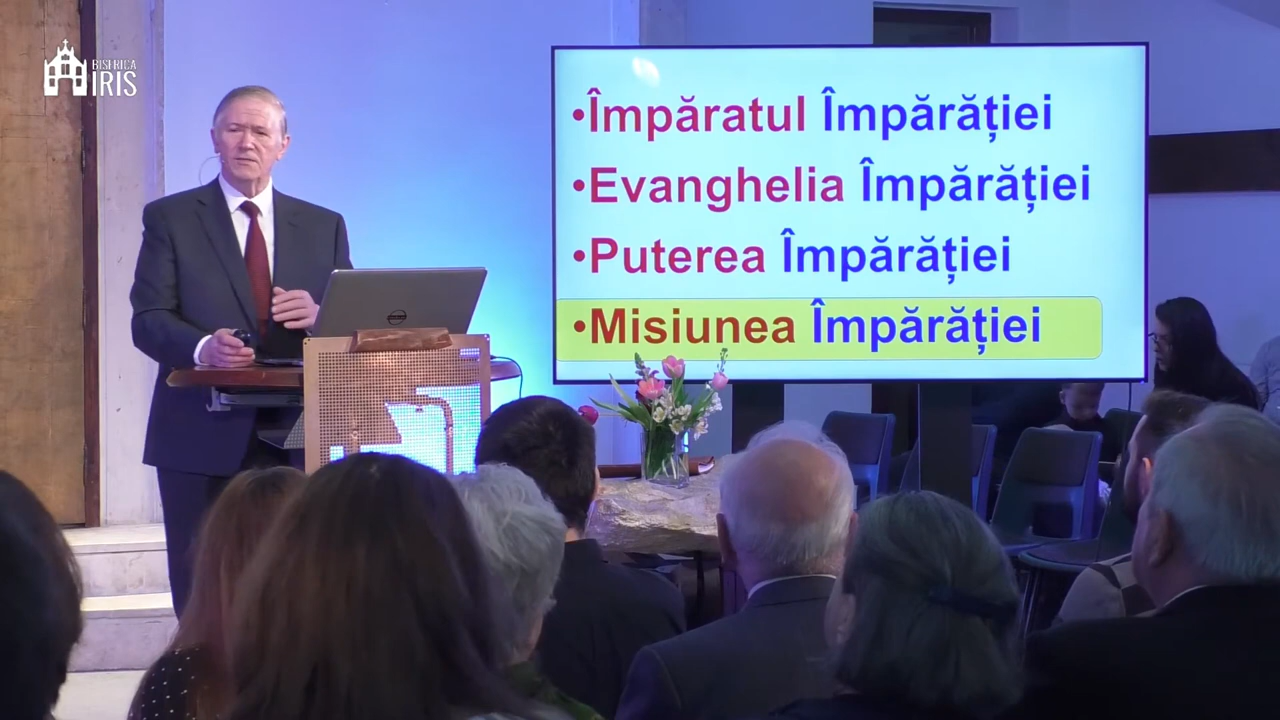 BISERICA
IRIS
•Împăratul Împărăției
•Evanghelia Împărăției
•Puterea Împărăției
•Misiunea Împărăției